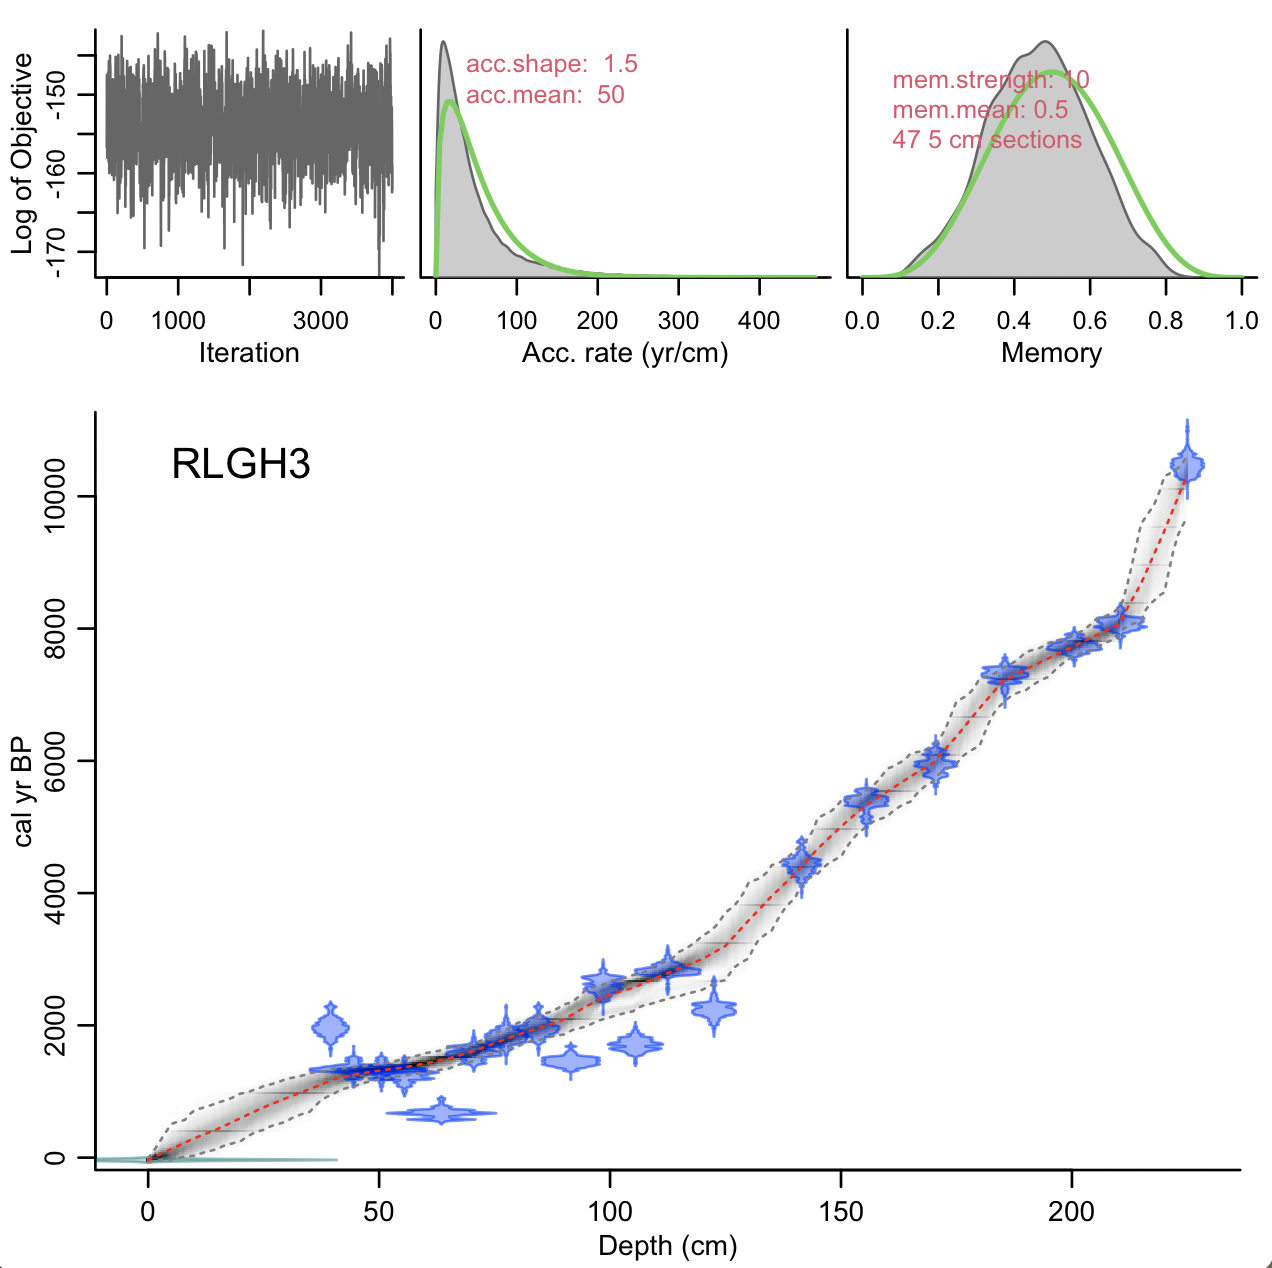 Log of Objective
-150
-160
-170
0 1000 3000
Iteration
acc.shape: 1.5
acc.mean: 50
0 100 200 300 400
Acc. rate (yr/cm)
mem.strength: 10
mem.mean: 0.5
47 5 cm sections
0.0 0.2 0.4 0.6 0.8 1.0
Memory
RLGH3
cal yr BP
10000
8000
6000
4000
2000
0
0 50 100 150 200
Depth (cm)